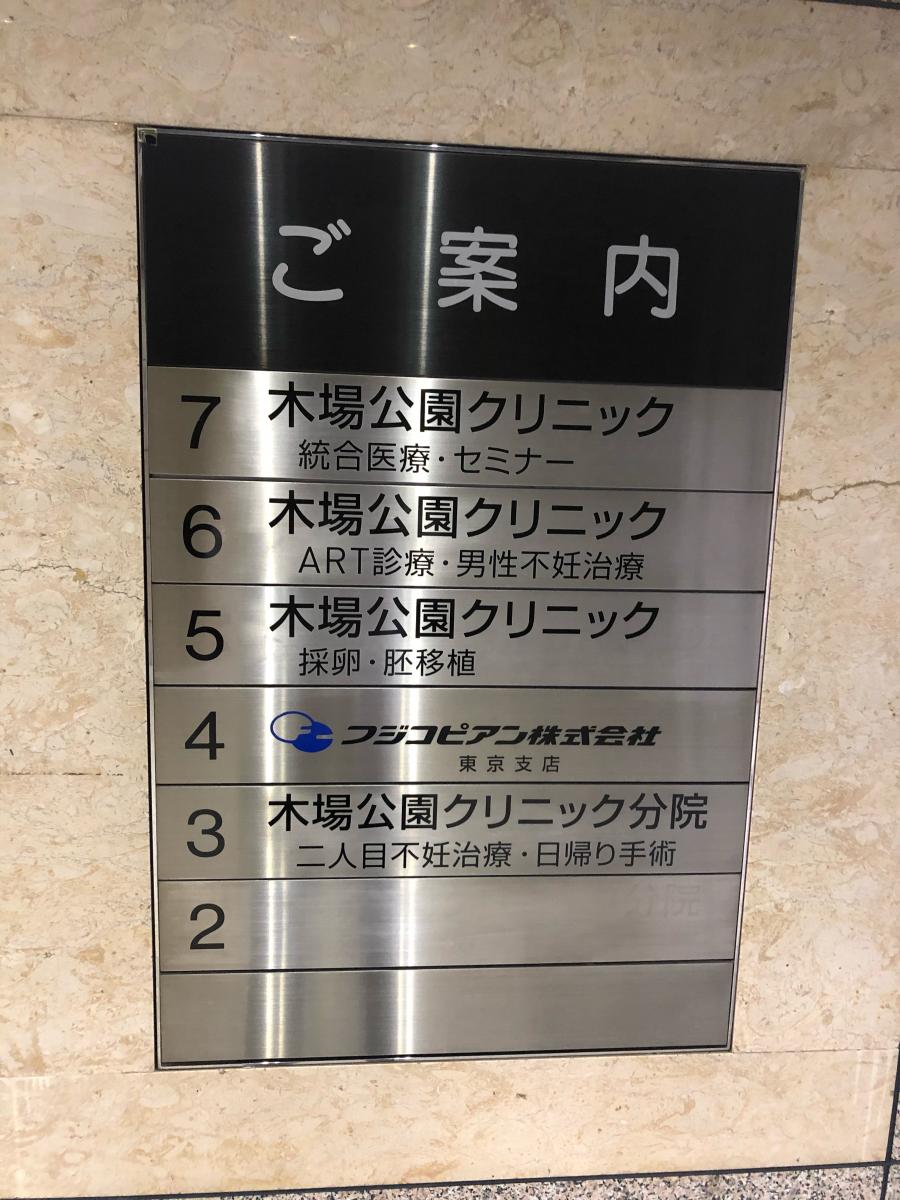 ご案内
7 木場公園クリニック
統合医療・セミナー
6 木場公園クリニック
ART診療・男性不妊治療
5 木場公園クリニック
採卵・胚移植
4 フジコピアン株式会社
東京支店
3 木場公園クリニック分院
二人目不妊治療・日帰り手術
2 分院